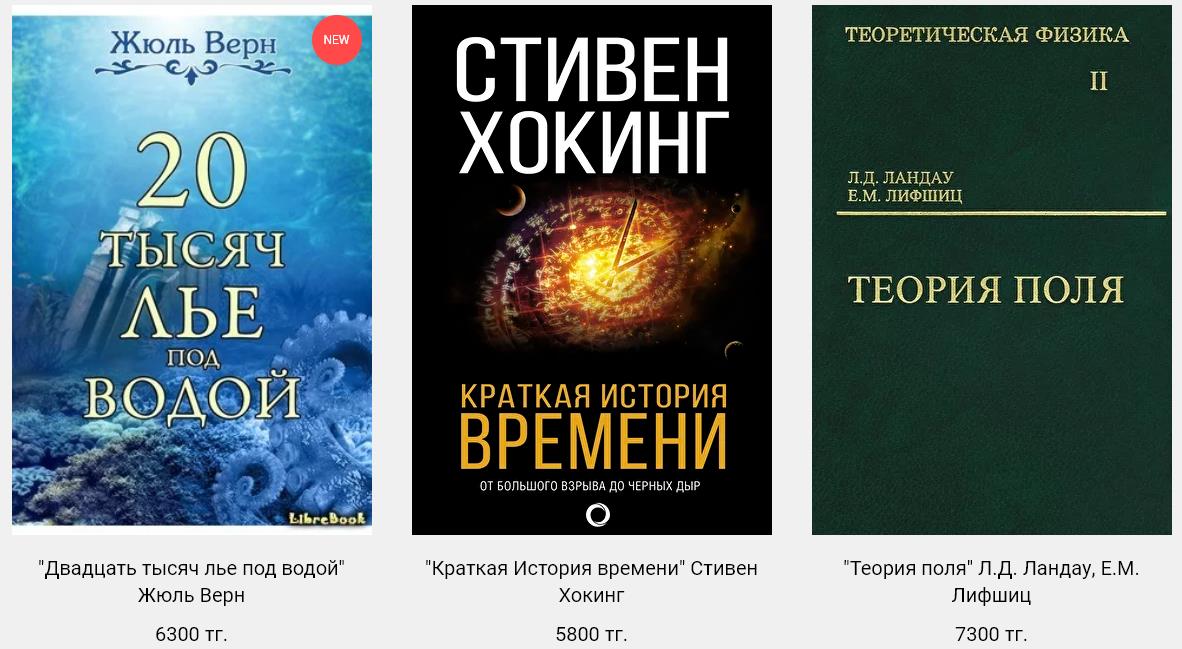 Жюль Верн
NEW
20
ТЫСЯЧ
ЛЬЕ
ПОД
ВОДОЙ
LibreBook
"Двадцать тысяч лье под водой"
Жюль Верн
6300 тг.
СТИВЕН
ХОКИНГ
КРАТКАЯ ИСТОРИЯ
ВРЕМЕНИ
ОТ БОЛЬШОГО ВЗРЫВА ДО ЧЕРНЫХ ДЫР
"Краткая История времени" Стивен
Хокинг
5800 тг.
ТЕОРЕТИЧЕСКАЯ ФИЗИКА
II
Л.Д. ЛАНДАУ
Е.М. ЛИФШИЦ
ТЕОРИЯ ПОЛЯ
"Теория поля" Л.Д. Ландау, Е.М.
Лифшиц
7300 тг.